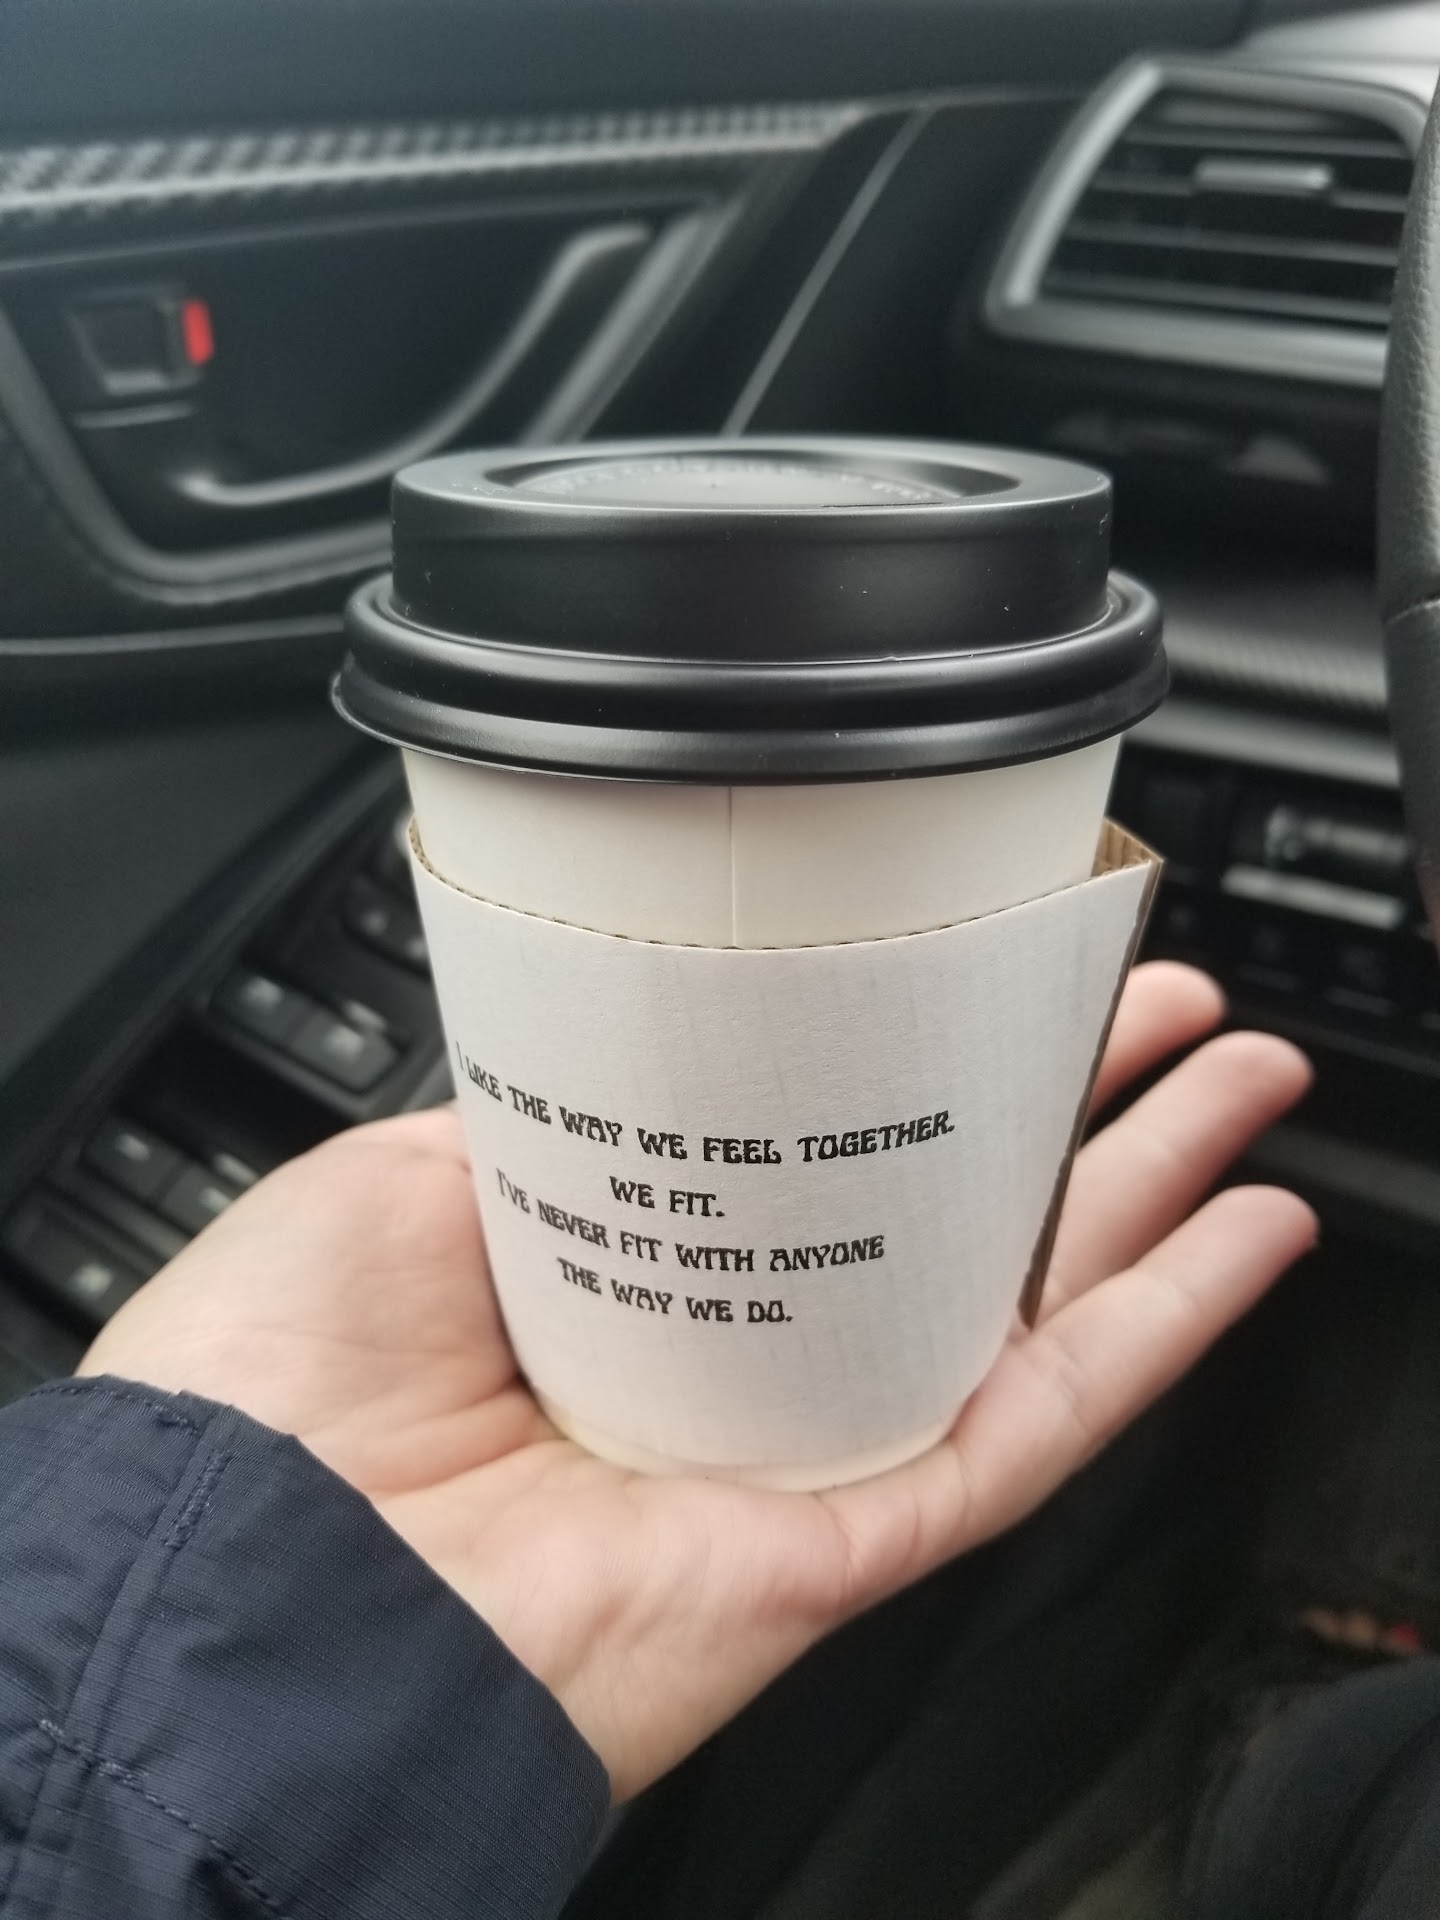 I LIKE THE WAY WE FEEL TOGETHER.
WE FIT.
I'VE NEVER FIT WITH ANYONE
THE WAY WE DO.